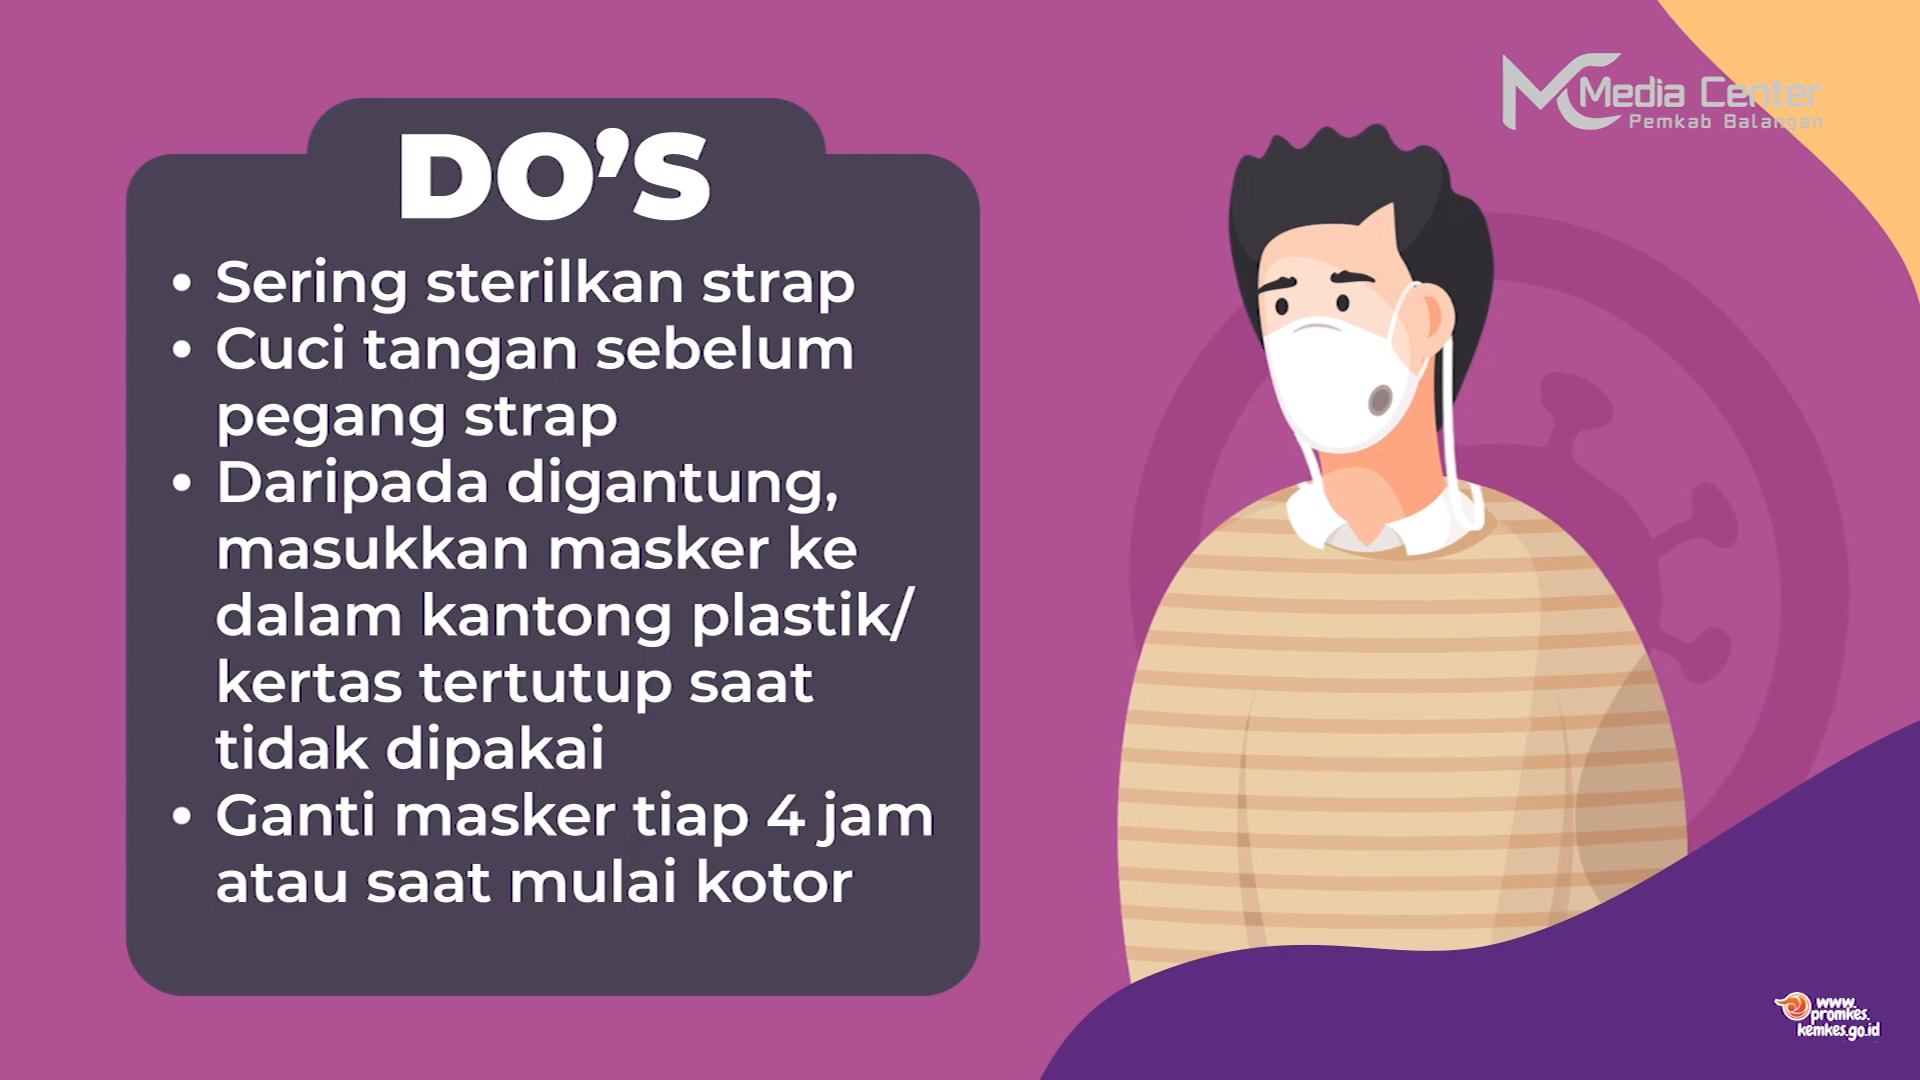 Media Center
Pemkab Balangan
DO'S
• Sering sterilkan strap
• Cuci tangan sebelum
pegang strap
• Daripada digantung,
masukkan masker ke
dalam kantong plastik/
kertas tertutup saat
tidak dipakai
• Ganti masker tiap 4 jam
atau saat mulai kotor
www.
promkes.
kemkes.go.id